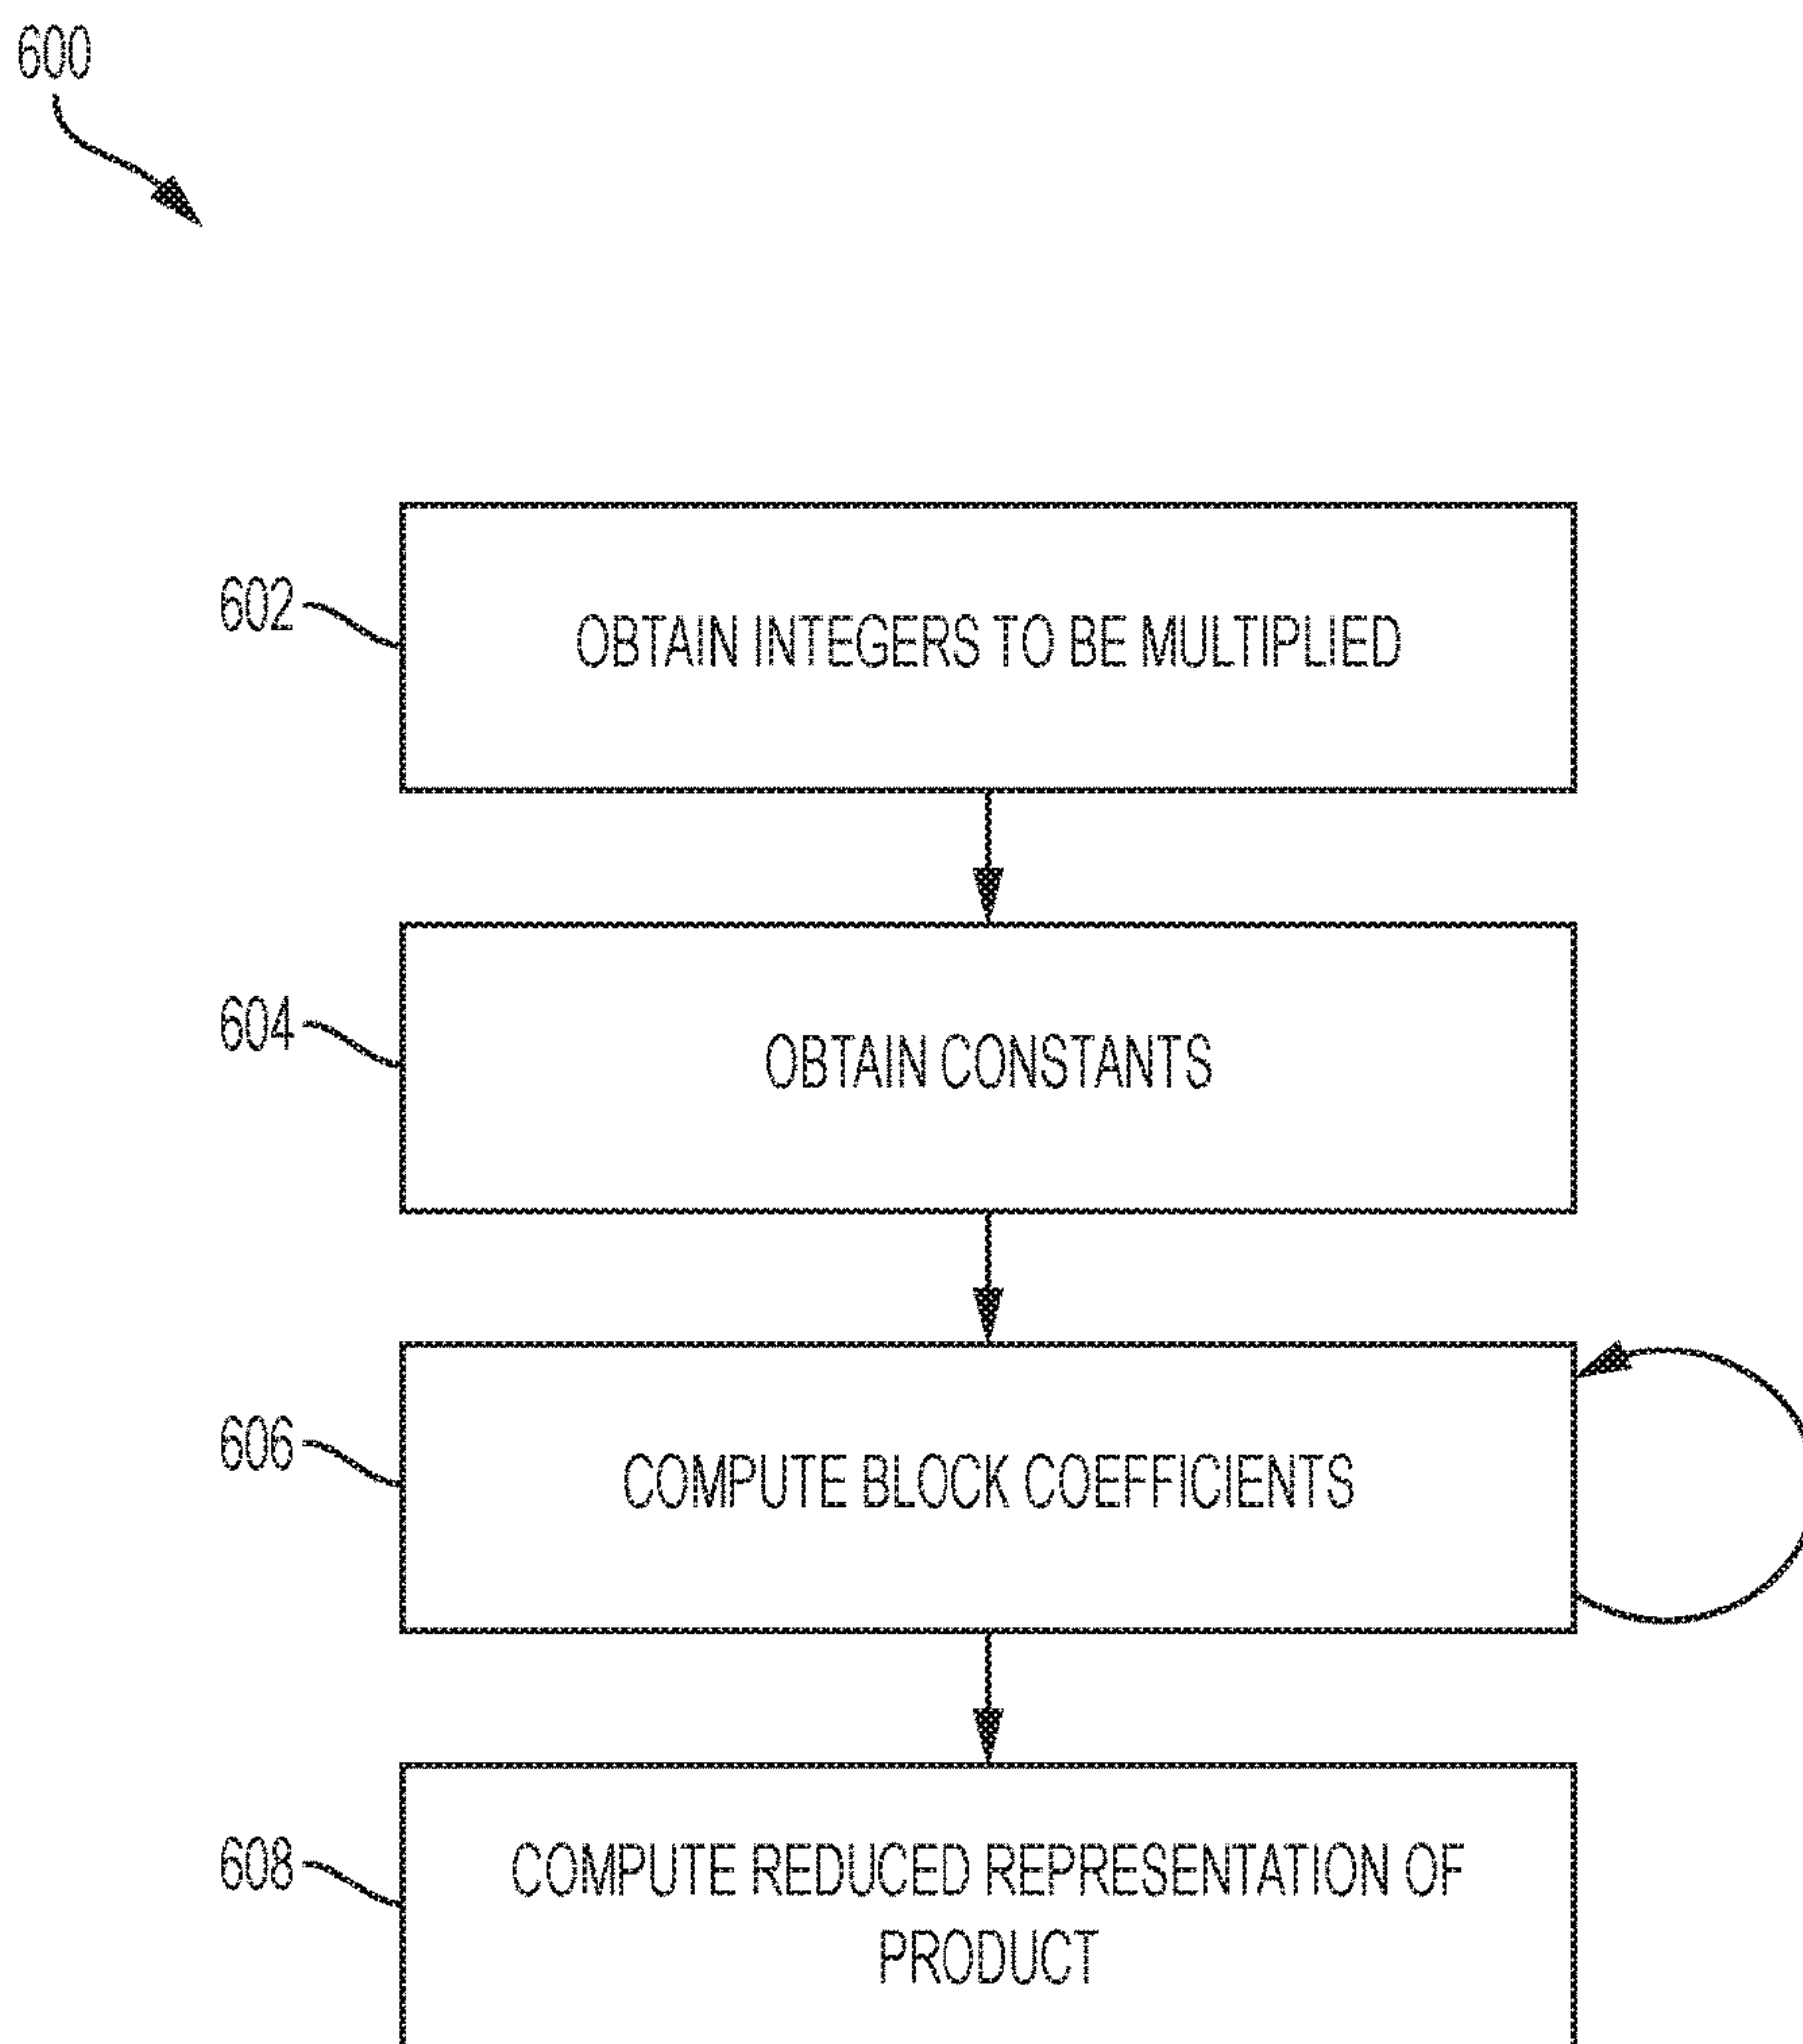 600
602
OBTAIN INTEGERS TO BE MULTIPLIED
604
OBTAIN CONSTANTS
606
COMPUTE BLOCK COEFFICIENTS
608
COMPUTE REDUCED REPRESENTATION OF
PRODUCT